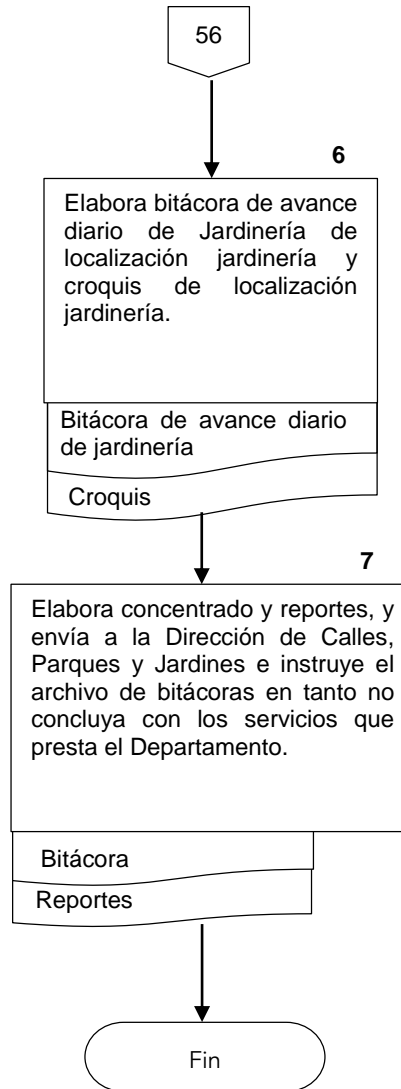 56
6
Elabora bitácora de avance
diario de Jardinería de
localización jardinería y
croquis de localización
jardinería.
Bitácora de avance diario
de jardinería
Croquis
7
Elabora concentrado y reportes, y
envía a la Dirección de Calles,
Parques y Jardines e instruye el
archivo de bitácoras en tanto no
concluya con los servicios que
presta el Departamento.
Bitácora
Reportes
Fin